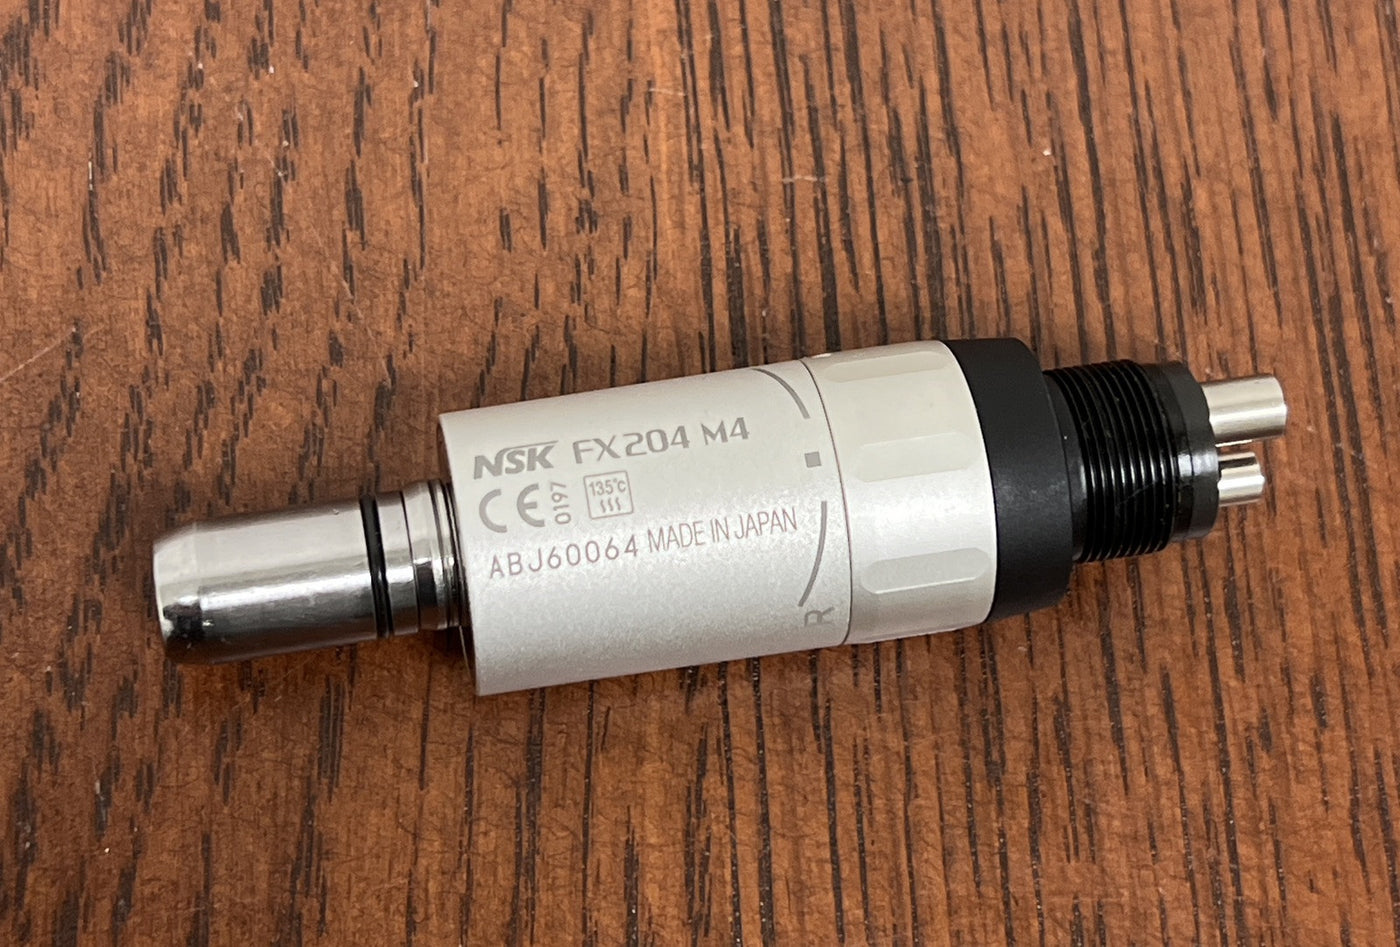 NSK FX204 M4
CE 0197 135°C
ABJ60064 MADE IN JAPAN
R